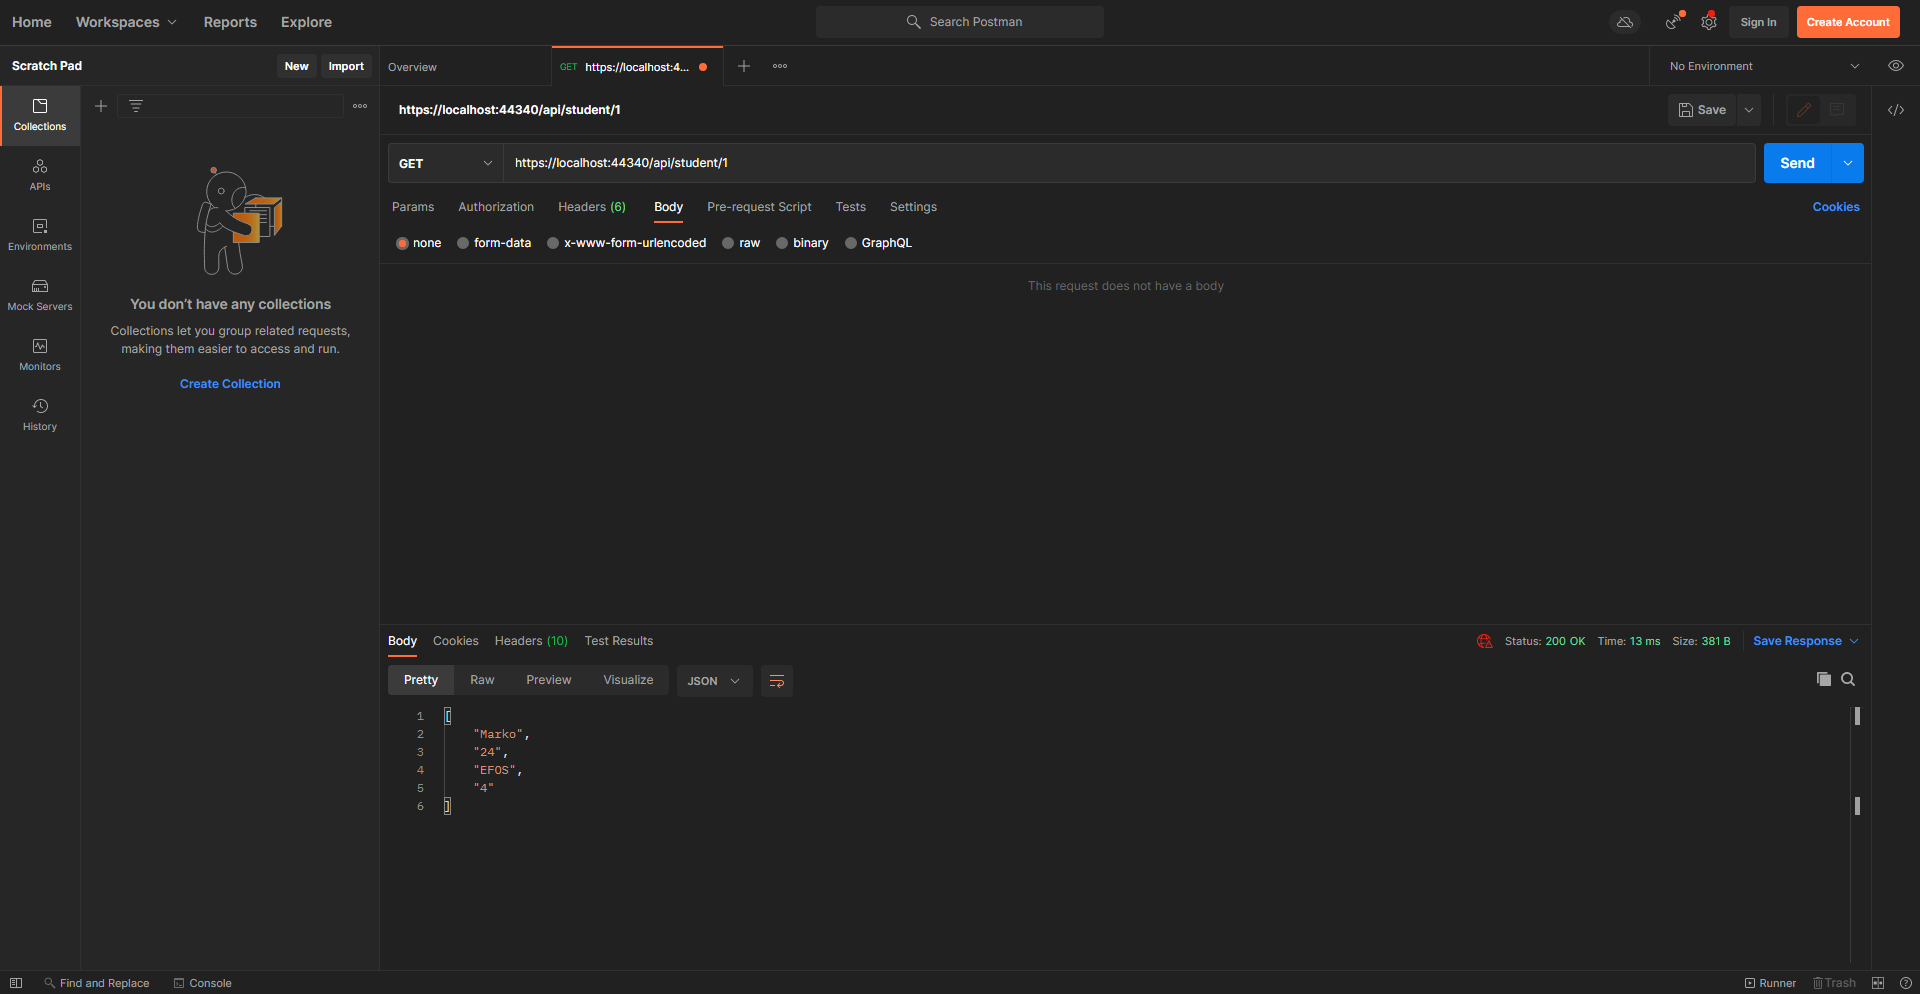 Home Workspaces Reports Explore Search Postman Sign In Create Account
Scratch Pad New Import Overview GET https://localhost:4... No Environment
https://localhost:44340/api/student/1 Save
Collections
APIs
Environments
Mock Servers
Monitors
History
You don't have any collections
Collections let you group related requests,
making them easier to access and run.
Create Collection
GET https://localhost:44340/api/student/1 Send
Params Authorization Headers (6) Body Pre-request Script Tests Settings Cookies
none form-data x-www-form-urlencoded raw binary GraphQL
This request does not have a body
Body Cookies Headers (10) Test Results Status: 200 OK Time: 13 ms Size: 381 B Save Response
Pretty Raw Preview Visualize JSON
1 [
2 "Marko",
3 "24",
4 "EFOS",
5 "4"
6 ]
Find and Replace Console Runner Trash